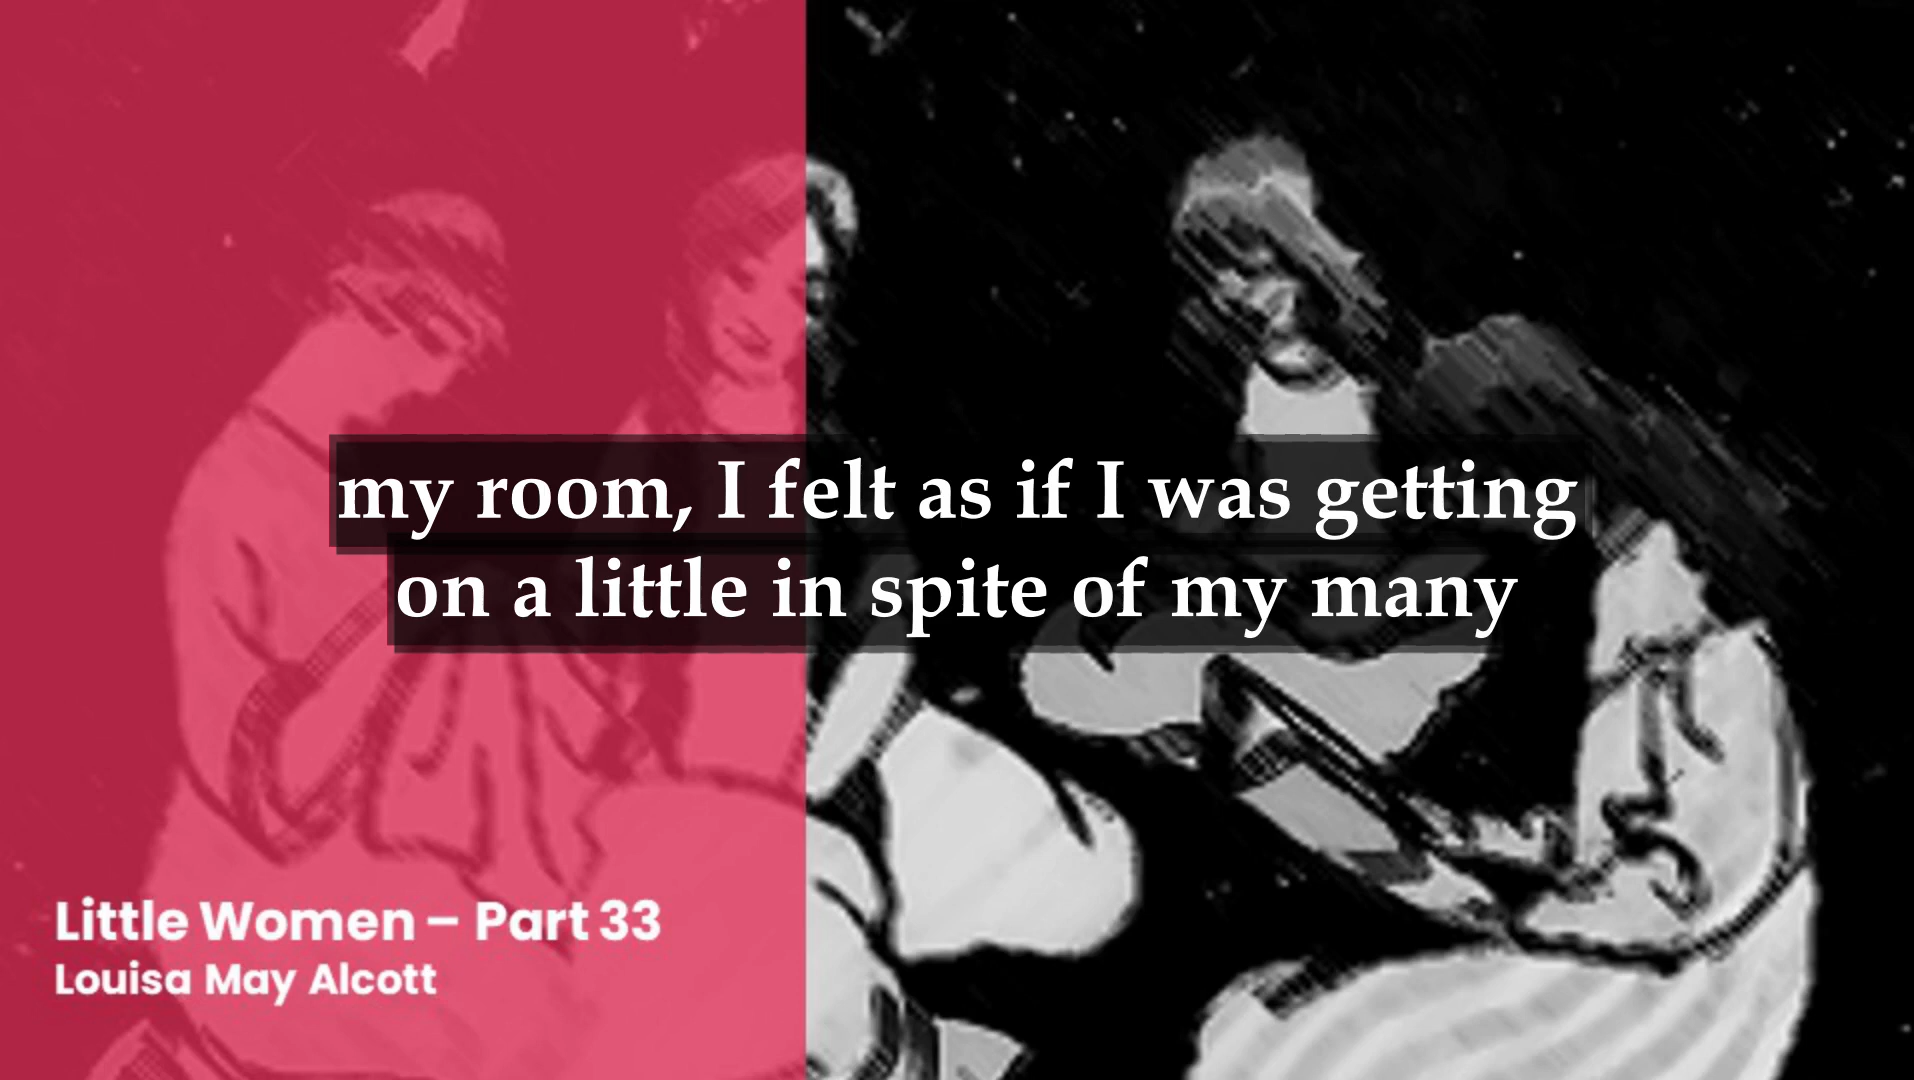 my room, I felt as if I was getting
on a little in spite of my many
Little Women – Part 33
Louisa May Alcott